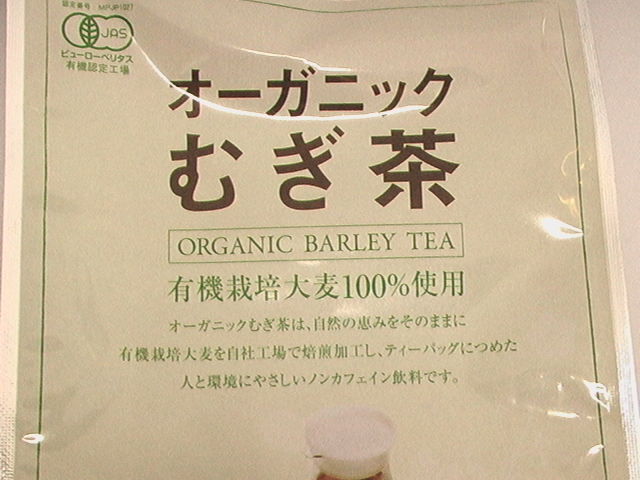 認定番号 MPJP1027
JAS
ビューローベリタス
有機認定工場
オーガニック
むぎ茶
ORGANIC BARLEY TEA
有機栽培大麦100%使用
オーガニックむぎ茶は、自然の恵みをそのままに
有機栽培大麦を自社工場で焙煎加工し、ティーバッグにつめた
人と環境にやさしいノンカフェイン飲料です。